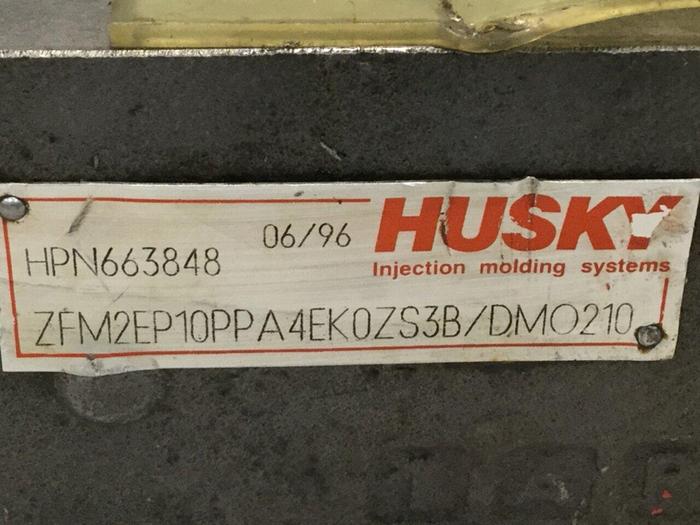 06/96 HUSKY
HPN663848
Injection molding systems
ZFM2EP10PPA4EK0ZS3B/DMO210